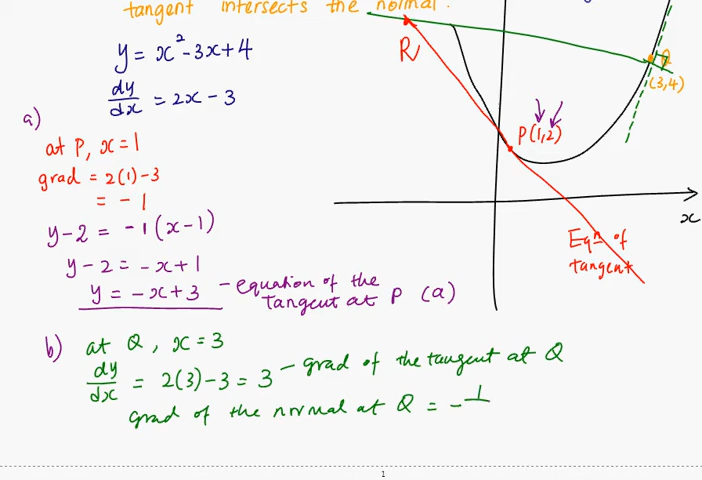 tangent intersects the normal.
y = x² - 3x + 4
dy/dx = 2x - 3
a)
at P, x = 1
grad = 2(1) - 3
= -1
y - 2 = -1(x - 1)
y - 2 = -x + 1
y = -x + 3 - equation of the tangent at P (a)
b) at Q, x = 3
dy/dx = 2(3) - 3 = 3 - grad of the tangent at Q
grad of the normal at Q = - 1
R
Q
(3,4)
P(1,2)
x
Eqn of
tangent
1